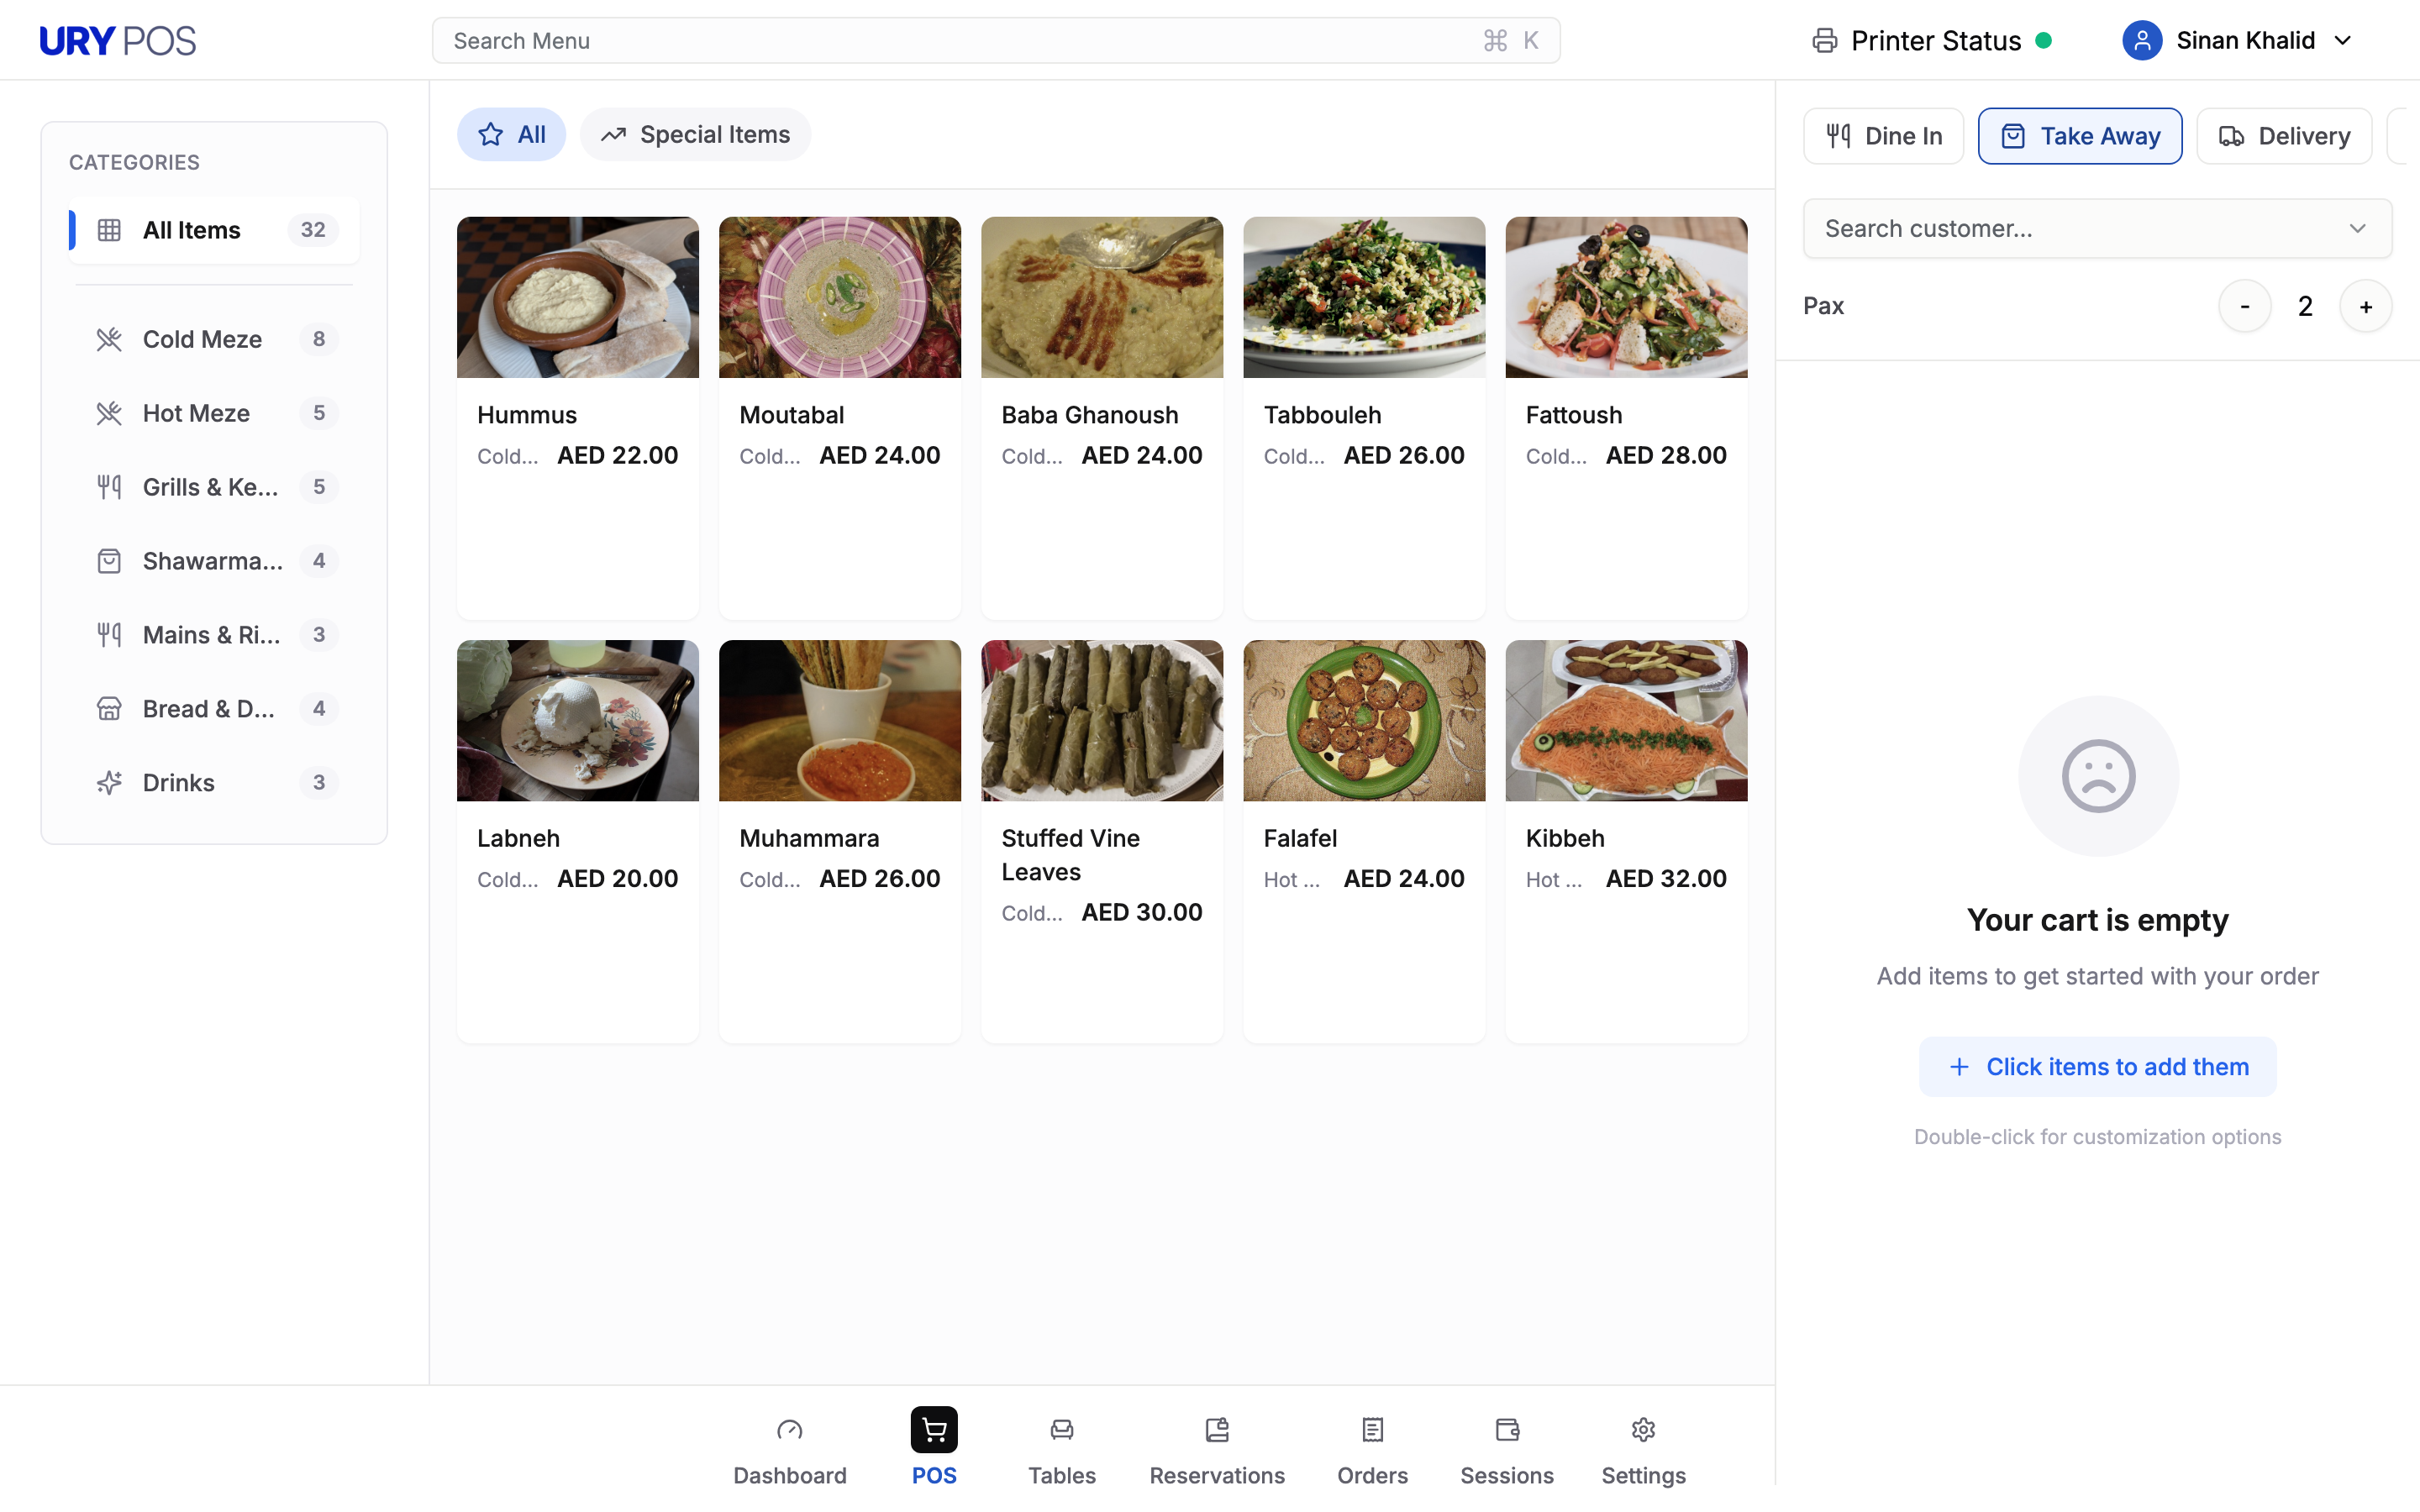 URY POS
Search Menu
⌘ K
Printer Status
Sinan Khalid
CATEGORIES
All Items 32
Cold Meze 8
Hot Meze 5
Grills & Ke... 5
Shawarma... 4
Mains & Ri... 3
Bread & D... 4
Drinks 3
All
Special Items
Hummus
Cold... AED 22.00
Moutabal
Cold... AED 24.00
Baba Ghanoush
Cold... AED 24.00
Tabbouleh
Cold... AED 26.00
Fattoush
Cold... AED 28.00
Labneh
Cold... AED 20.00
Muhammara
Cold... AED 26.00
Stuffed Vine
Leaves
Cold... AED 30.00
Falafel
Hot ... AED 24.00
Kibbeh
Hot ... AED 32.00
Dine In
Take Away
Delivery
Search customer...
Pax - 2 +
Your cart is empty
Add items to get started with your order
+ Click items to add them
Double-click for customization options
Dashboard
POS
Tables
Reservations
Orders
Sessions
Settings